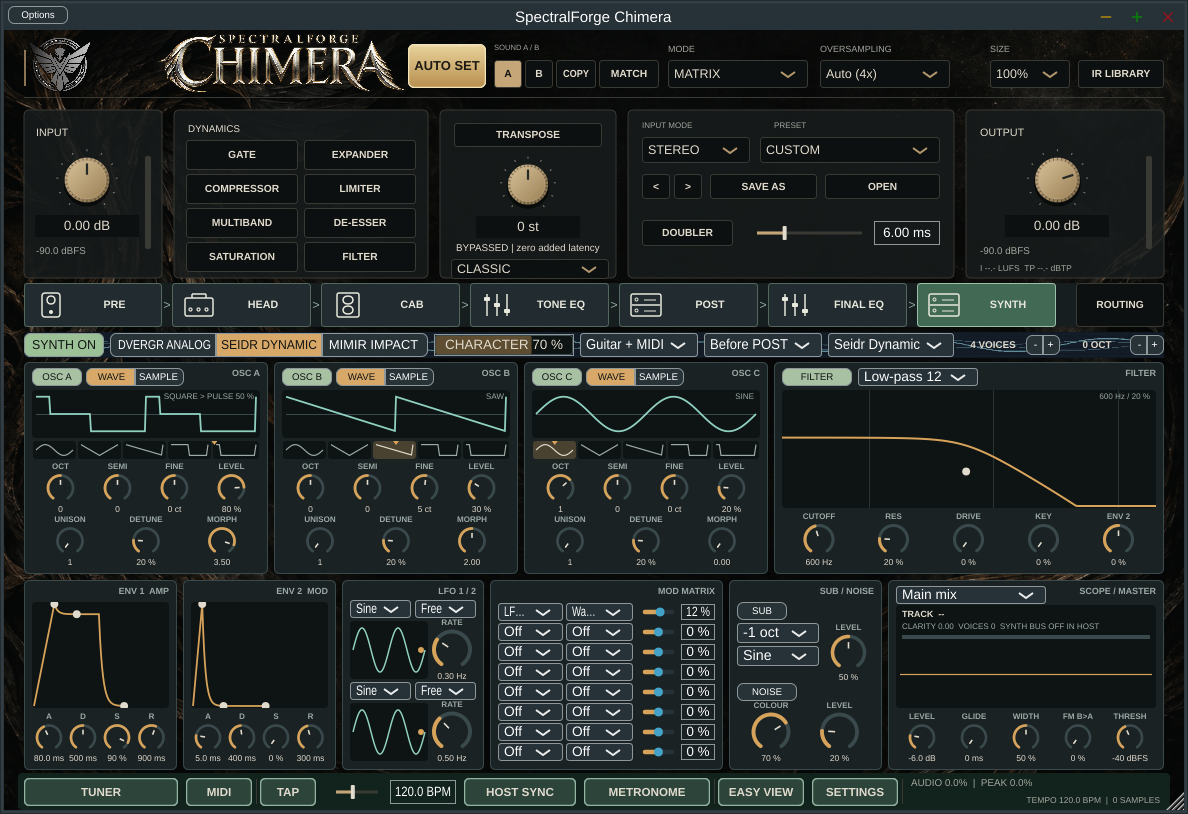 Options
SpectralForge Chimera
SPECTRALFORGE
CHIMERA
AUTO SET
SOUND A / B
A B COPY MATCH
MODE
MATRIX
OVERSAMPLING
Auto (4x)
SIZE
100%
IR LIBRARY
INPUT
0.00 dB
-90.0 dBFS
DYNAMICS
GATE EXPANDER
COMPRESSOR LIMITER
MULTIBAND DE-ESSER
SATURATION FILTER
TRANSPOSE
0 st
BYPASSED | zero added latency
CLASSIC
INPUT MODE PRESET
STEREO CUSTOM
< > SAVE AS OPEN
DOUBLER 6.00 ms
OUTPUT
0.00 dB
-90.0 dBFS
I --.- LUFS TP --.- dBTP
PRE > HEAD > CAB > TONE EQ > POST > FINAL EQ > SYNTH ROUTING
SYNTH ON DVERGR ANALOG SEIDR DYNAMIC MIMIR IMPACT CHARACTER 70 % Guitar + MIDI Before POST Seidr Dynamic 4 VOICES - + 0 OCT - +
OSC A WAVE SAMPLE OSC A
SQUARE > PULSE 50 %
OCT SEMI FINE LEVEL
0 0 0 ct 80 %
UNISON DETUNE MORPH
1 20 % 3.50
OSC B WAVE SAMPLE OSC B
SAW
OCT SEMI FINE LEVEL
0 0 5 ct 30 %
UNISON DETUNE MORPH
1 20 % 2.00
OSC C WAVE SAMPLE OSC C
SINE
OCT SEMI FINE LEVEL
1 0 0 ct 20 %
UNISON DETUNE MORPH
1 20 % 0.00
FILTER Low-pass 12 FILTER
600 Hz / 20 %
CUTOFF RES DRIVE KEY ENV 2
600 Hz 20 % 0 % 0 % 0 %
ENV 1 AMP
A D S R
80.0 ms 500 ms 90 % 900 ms
ENV 2 MOD
A D S R
5.0 ms 400 ms 0 % 300 ms
LFO 1 / 2
Sine Free
RATE
0.30 Hz
Sine Free
RATE
0.50 Hz
MOD MATRIX
LF... Wa... 12 %
Off Off 0 %
Off Off 0 %
Off Off 0 %
Off Off 0 %
Off Off 0 %
Off Off 0 %
Off Off 0 %
SUB / NOISE
SUB
-1 oct LEVEL
Sine
50 %
NOISE
COLOUR LEVEL
70 % 20 %
Main mix SCOPE / MASTER
TRACK --
CLARITY 0.00 VOICES 0 SYNTH BUS OFF IN HOST
LEVEL GLIDE WIDTH FM B>A THRESH
-6.0 dB 0 ms 50 % 0 % -40 dBFS
TUNER MIDI TAP 120.0 BPM HOST SYNC METRONOME EASY VIEW SETTINGS
AUDIO 0.0% | PEAK 0.0%
TEMPO 120.0 BPM | 0 SAMPLES